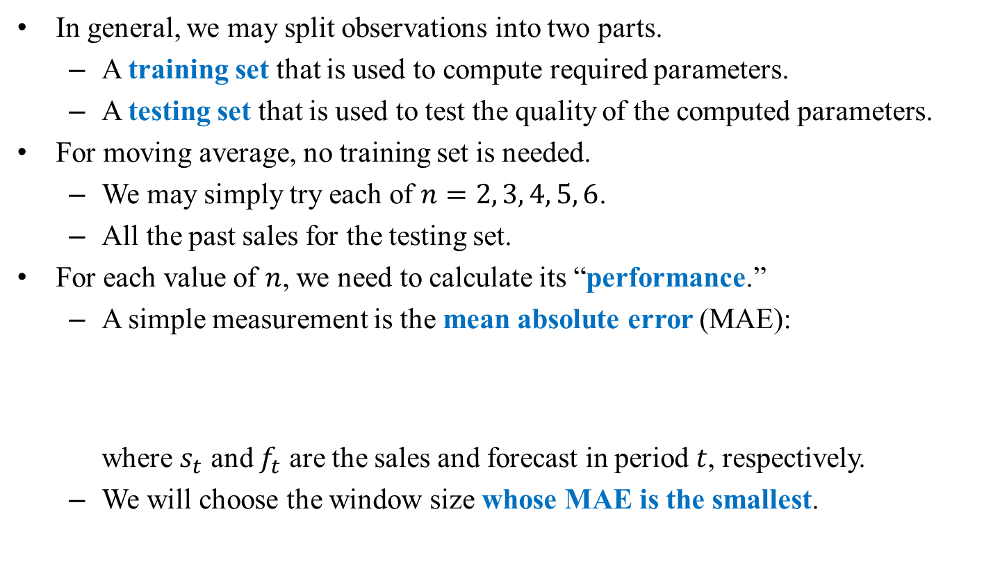 • In general, we may split observations into two parts.
– A training set that is used to compute required parameters.
– A testing set that is used to test the quality of the computed parameters.
• For moving average, no training set is needed.
– We may simply try each of n = 2, 3, 4, 5, 6.
– All the past sales for the testing set.
• For each value of n, we need to calculate its “performance.”
– A simple measurement is the mean absolute error (MAE):
where sₜ and fₜ are the sales and forecast in period t, respectively.
– We will choose the window size whose MAE is the smallest.